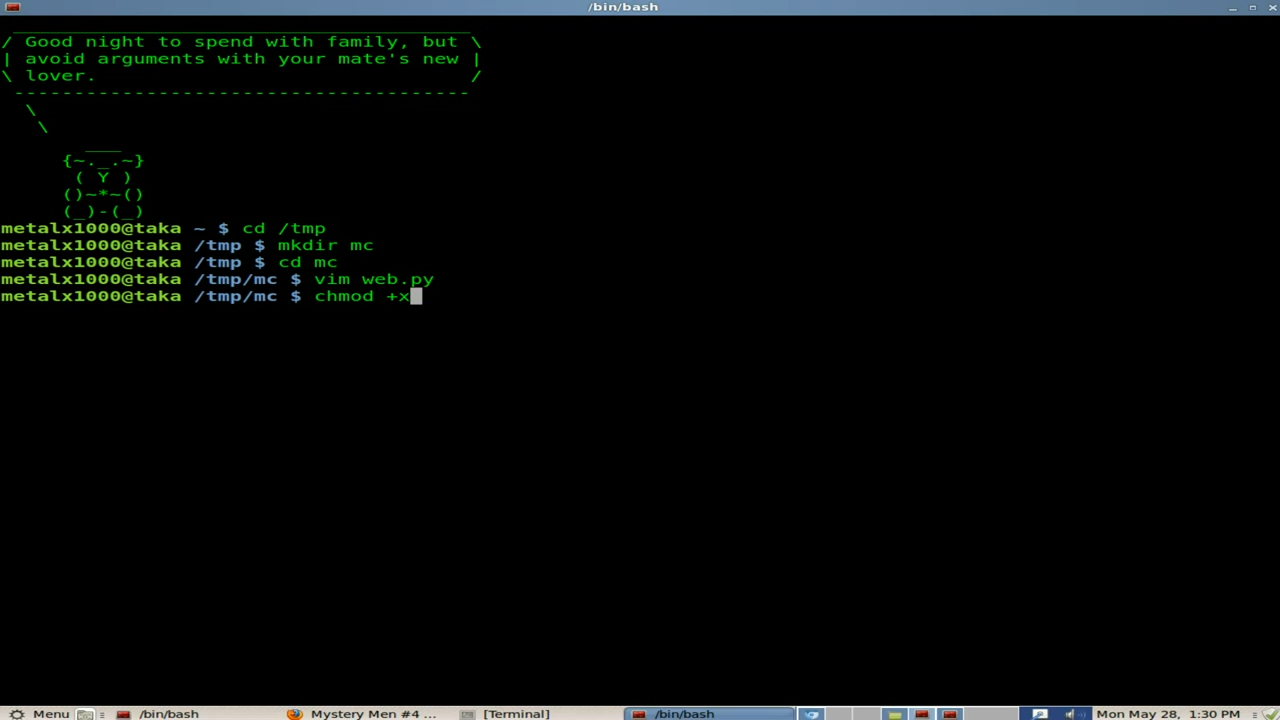 /bin/bash
 _______________________________________
/ Good night to spend with family, but \
| avoid arguments with your mate's new |
\ lover.                               /
 ---------------------------------------
  \
   \
       ___
     {~._.~}
      ( Y )
     ()~*~()
     (_)-(_)
metalx1000@taka ~ $ cd /tmp
metalx1000@taka /tmp $ mkdir mc
metalx1000@taka /tmp $ cd mc
metalx1000@taka /tmp/mc $ vim web.py
metalx1000@taka /tmp/mc $ chmod +x
Menu /bin/bash Mystery Men #4 ... [Terminal] /bin/bash Mon May 28, 1:30 PM